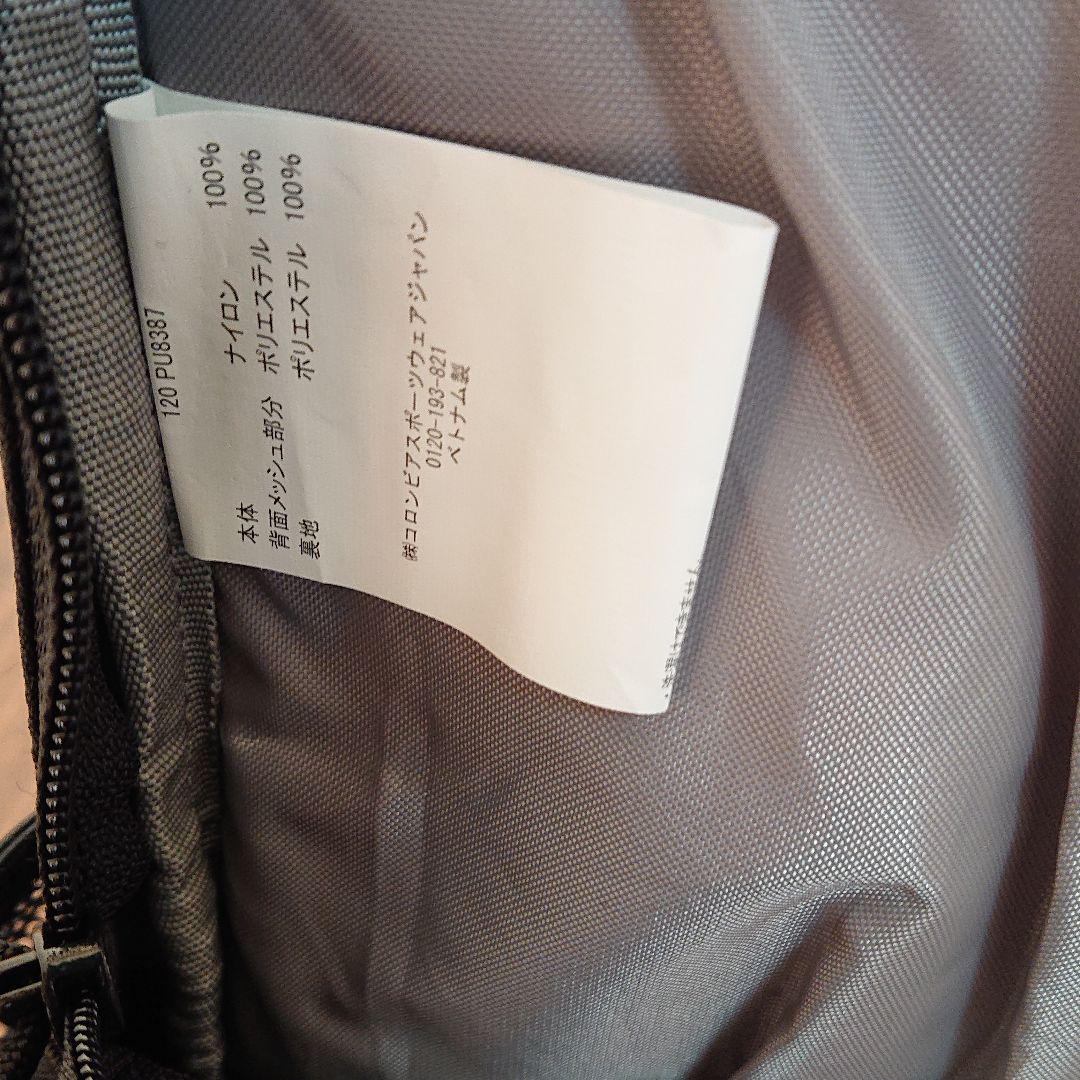 120 PU8387
本体 ナイロン 100%
背面メッシュ部分 ポリエステル 100%
裏地 ポリエステル 100%
㈱コロンビアスポーツウェアジャパン
0120-193-821
ベトナム製